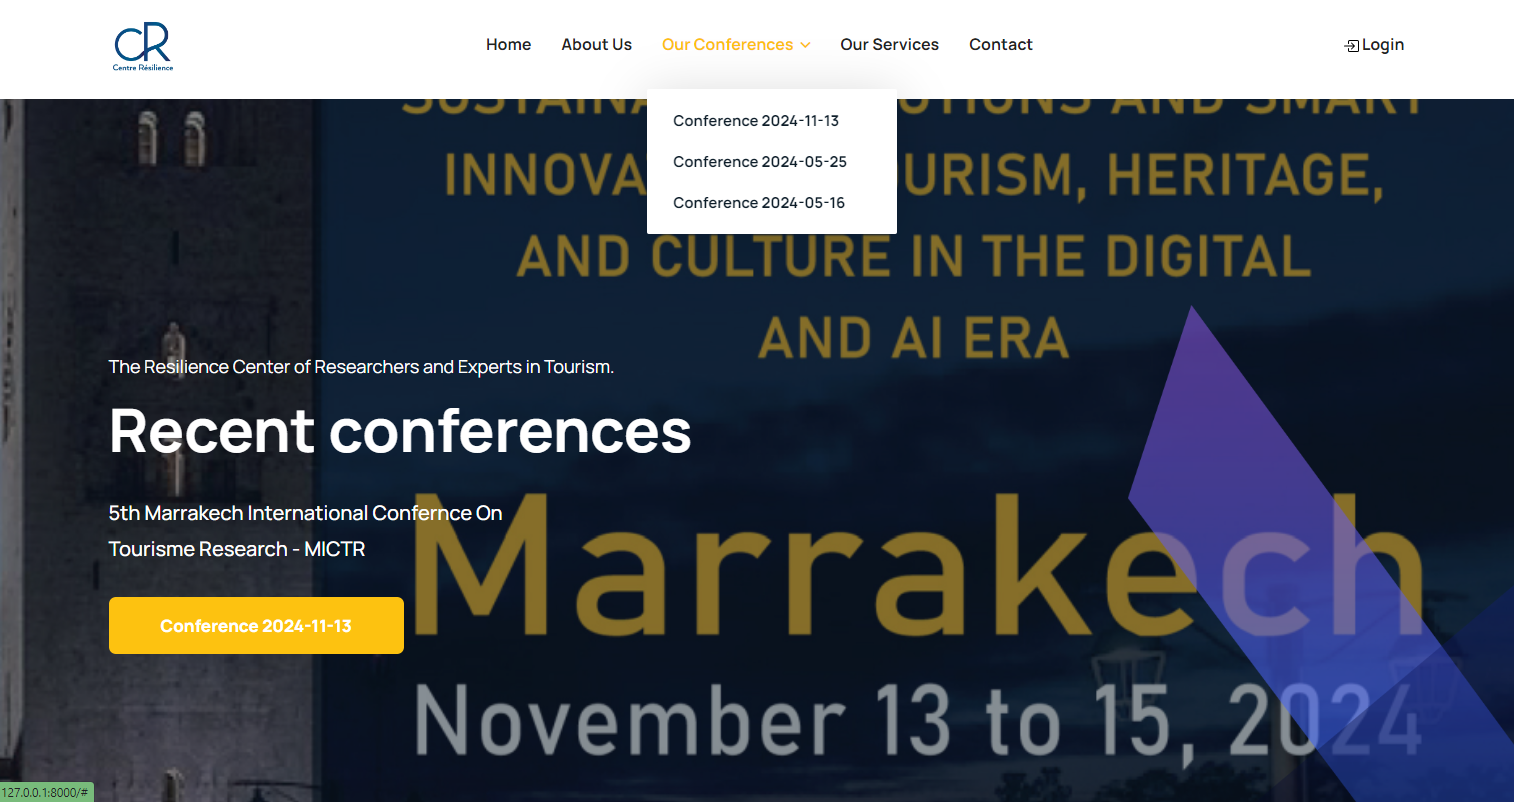 CR
Centre Résilience
Home
About Us
Our Conferences
Our Services
Contact
Login
Conference 2024-11-13
Conference 2024-05-25
Conference 2024-05-16
AND SMART
INNOVA URISM, HERITAGE,
AND CULTURE IN THE DIGITAL
AND AI ERA
The Resilience Center of Researchers and Experts in Tourism.
Recent conferences
5th Marrakech International Confernce On
Tourisme Research - MICTR
Conference 2024-11-13
Marrakech
November 13 to 15, 2024
127.0.0.1:8000/#